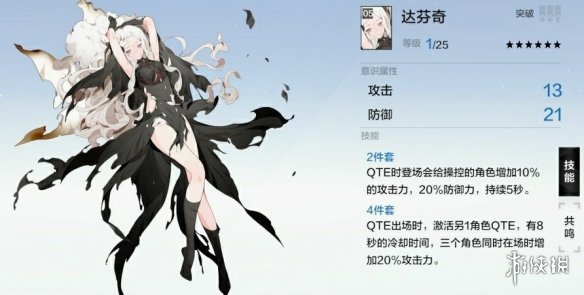 05
达芬奇
突破
等级 1/25
意识属性
攻击 13
防御 21
技能
2件套
QTE时登场会给操控的角色增加10%
的攻击力，20%防御力，持续5秒。
4件套
QTE出场时，激活另1角色QTE，有8
秒的冷却时间，三个角色同时在场时增
加20%攻击力。
技能
共鸣
游侠网